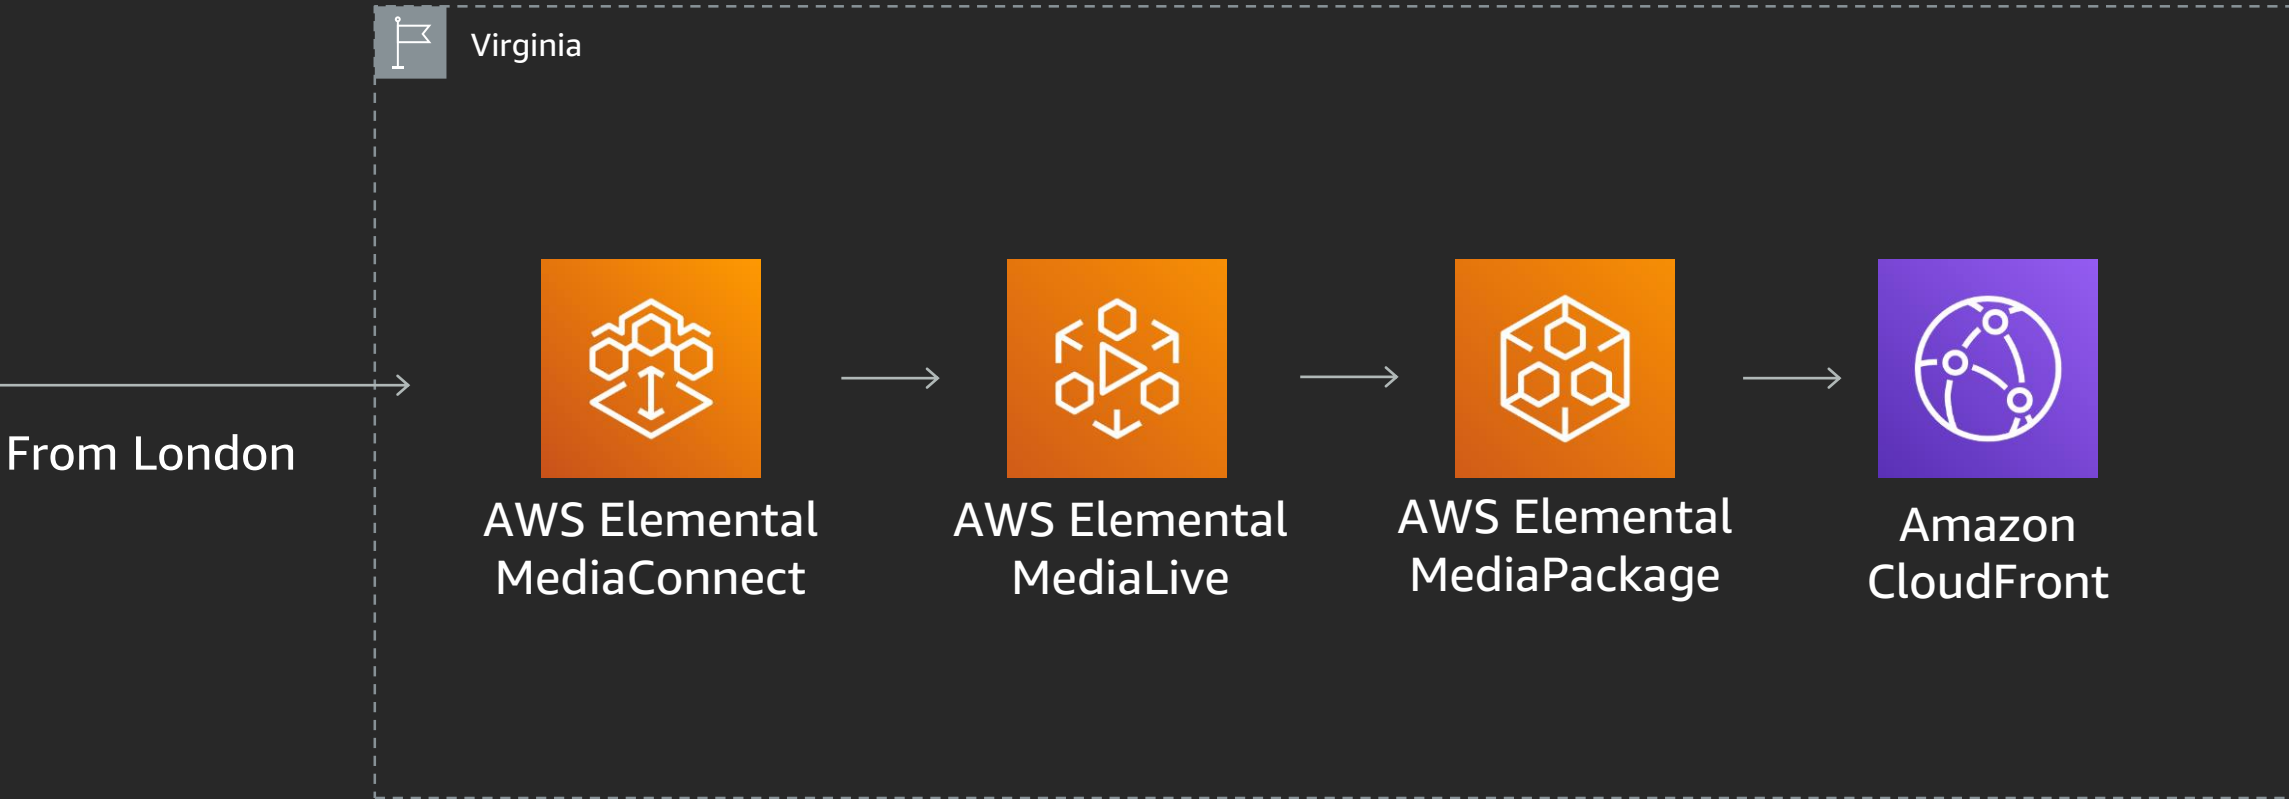 Virginia
From London
AWS Elemental
MediaConnect
AWS Elemental
MediaLive
AWS Elemental
MediaPackage
Amazon
CloudFront